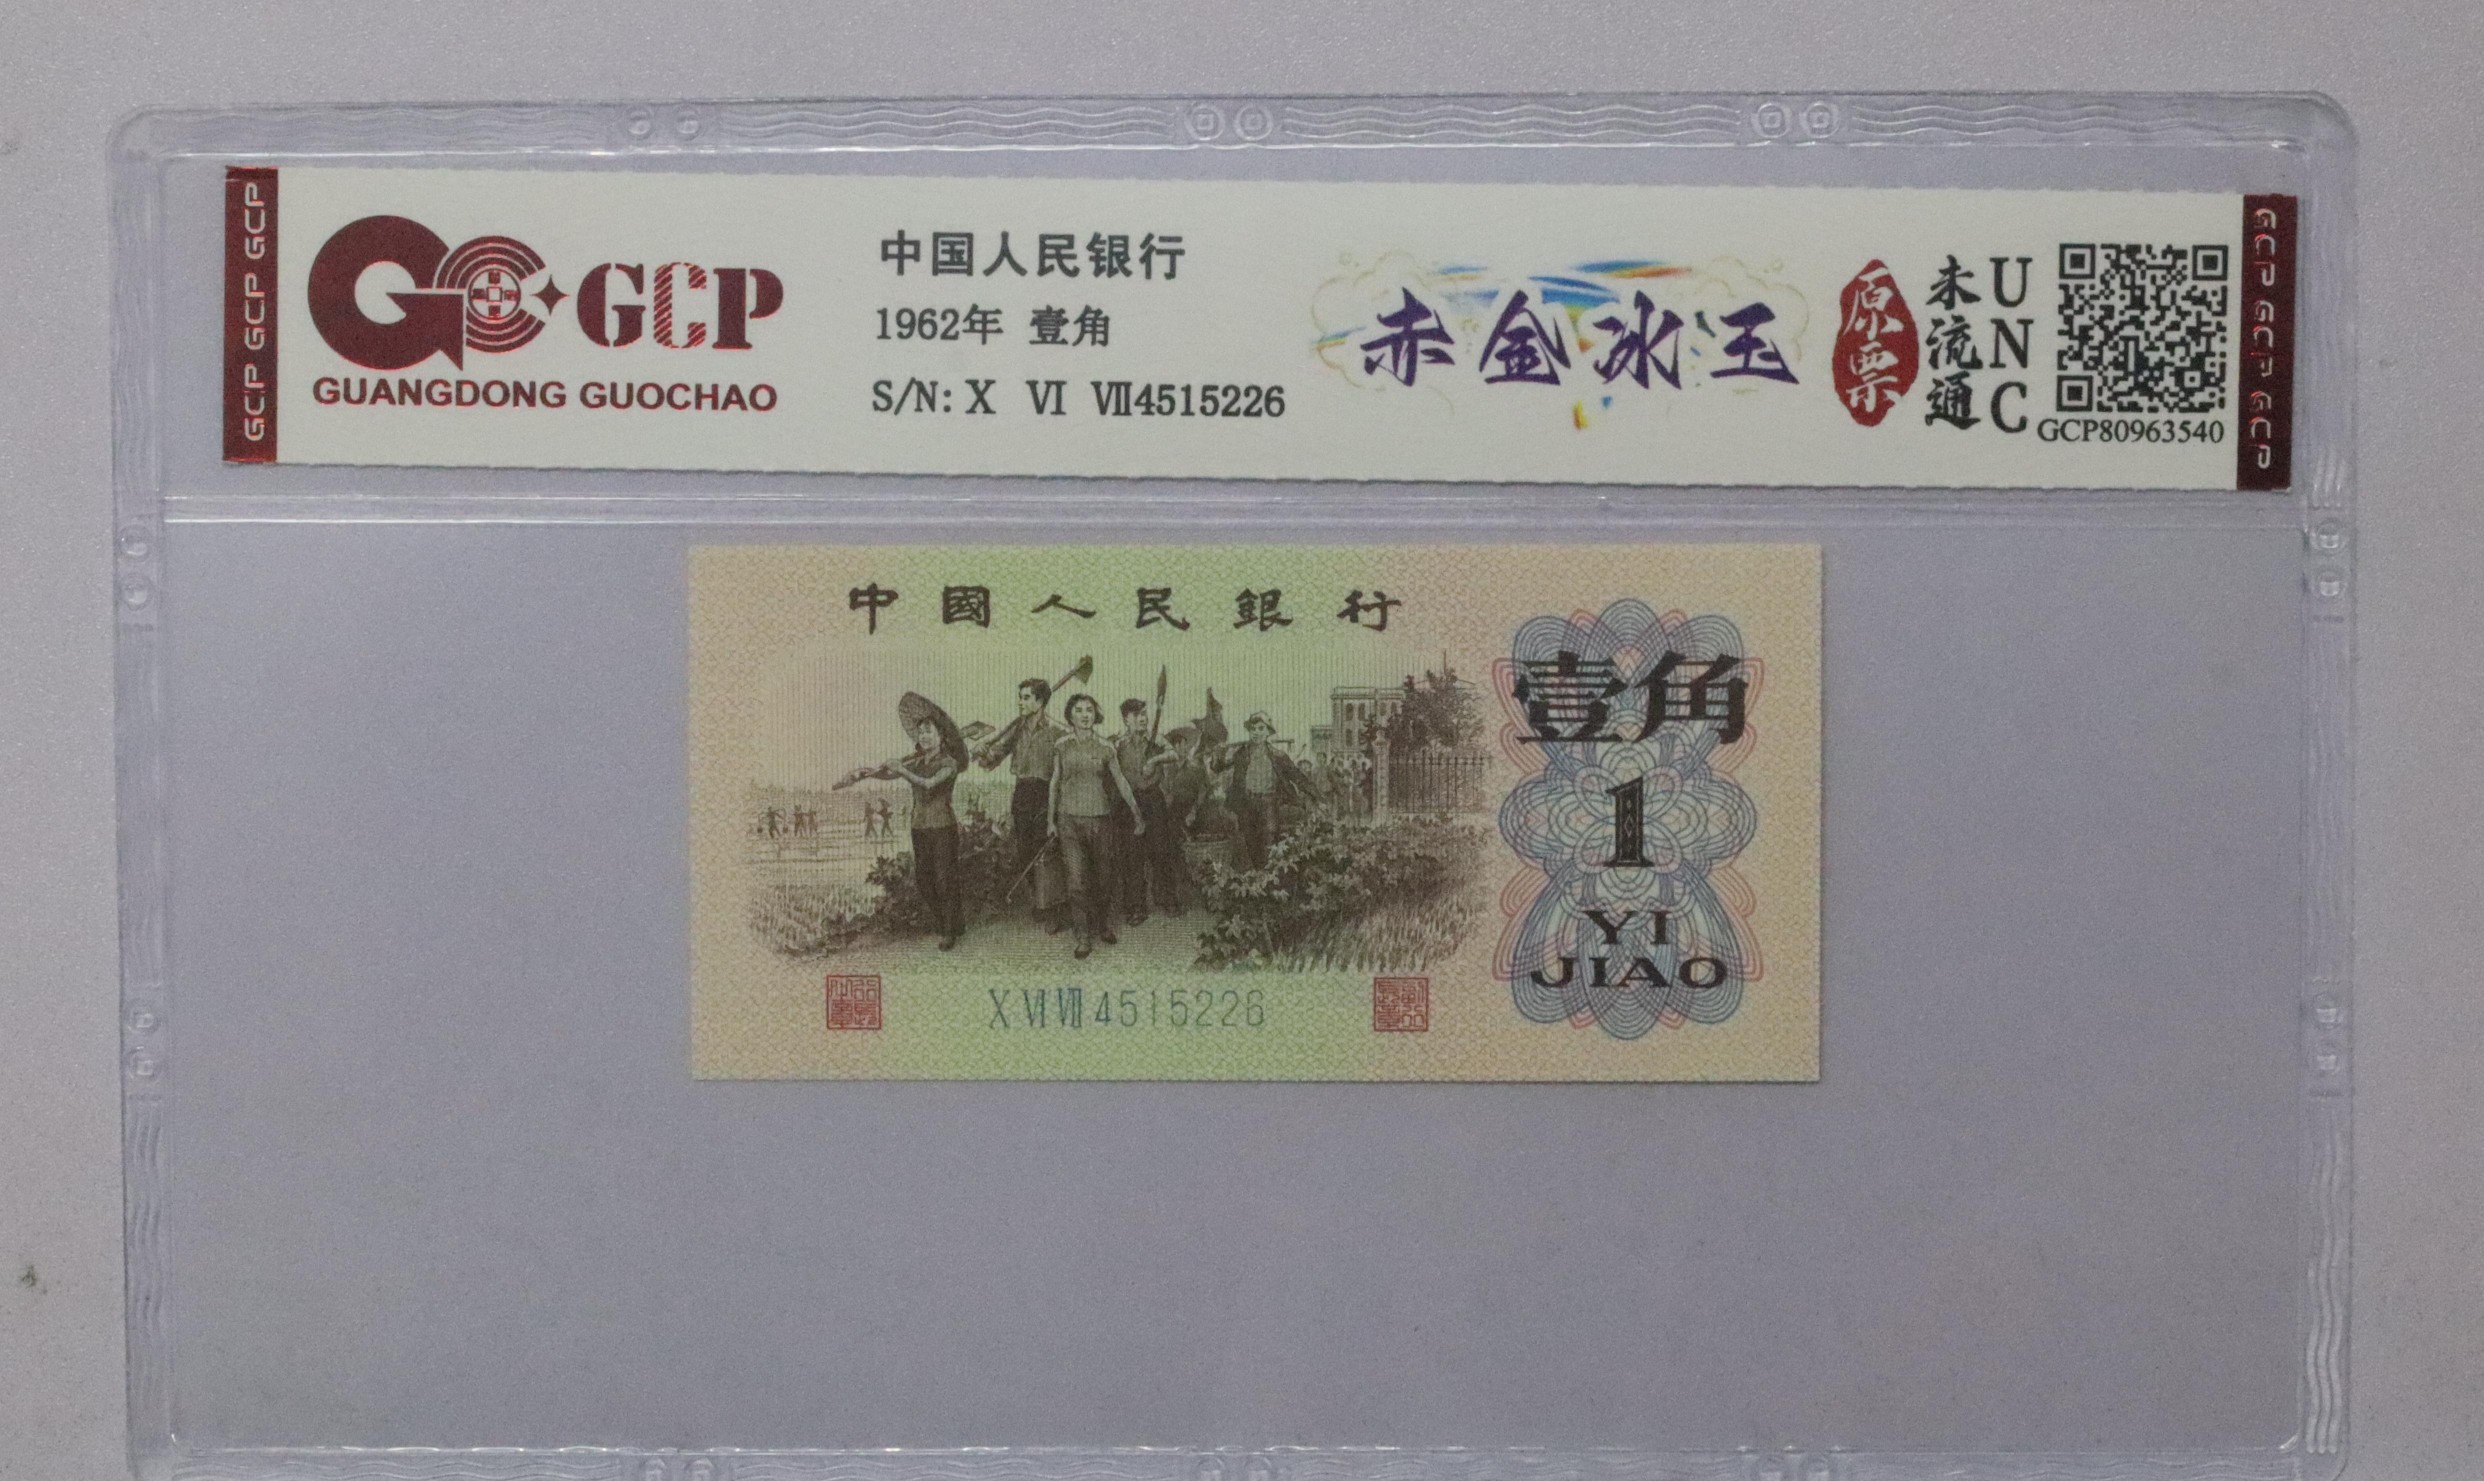 GCP GCP GCP
GCP
GUANGDONG GUOCHAO
中国人民银行
1962年 壹角
S/N: X VI VII4515226
赤金冰玉
原票
未流通
UNC
GCP80963540
GCP GCP GCP
中國人民銀行
壹角
1
YI
JIAO
X VI VII 4515226